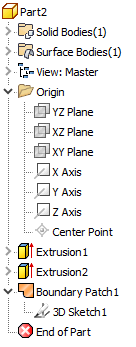 Part2
Solid Bodies(1)
Surface Bodies(1)
View: Master
Origin
YZ Plane
XZ Plane
XY Plane
X Axis
Y Axis
Z Axis
Center Point
Extrusion1
Extrusion2
Boundary Patch1
3D Sketch1
End of Part